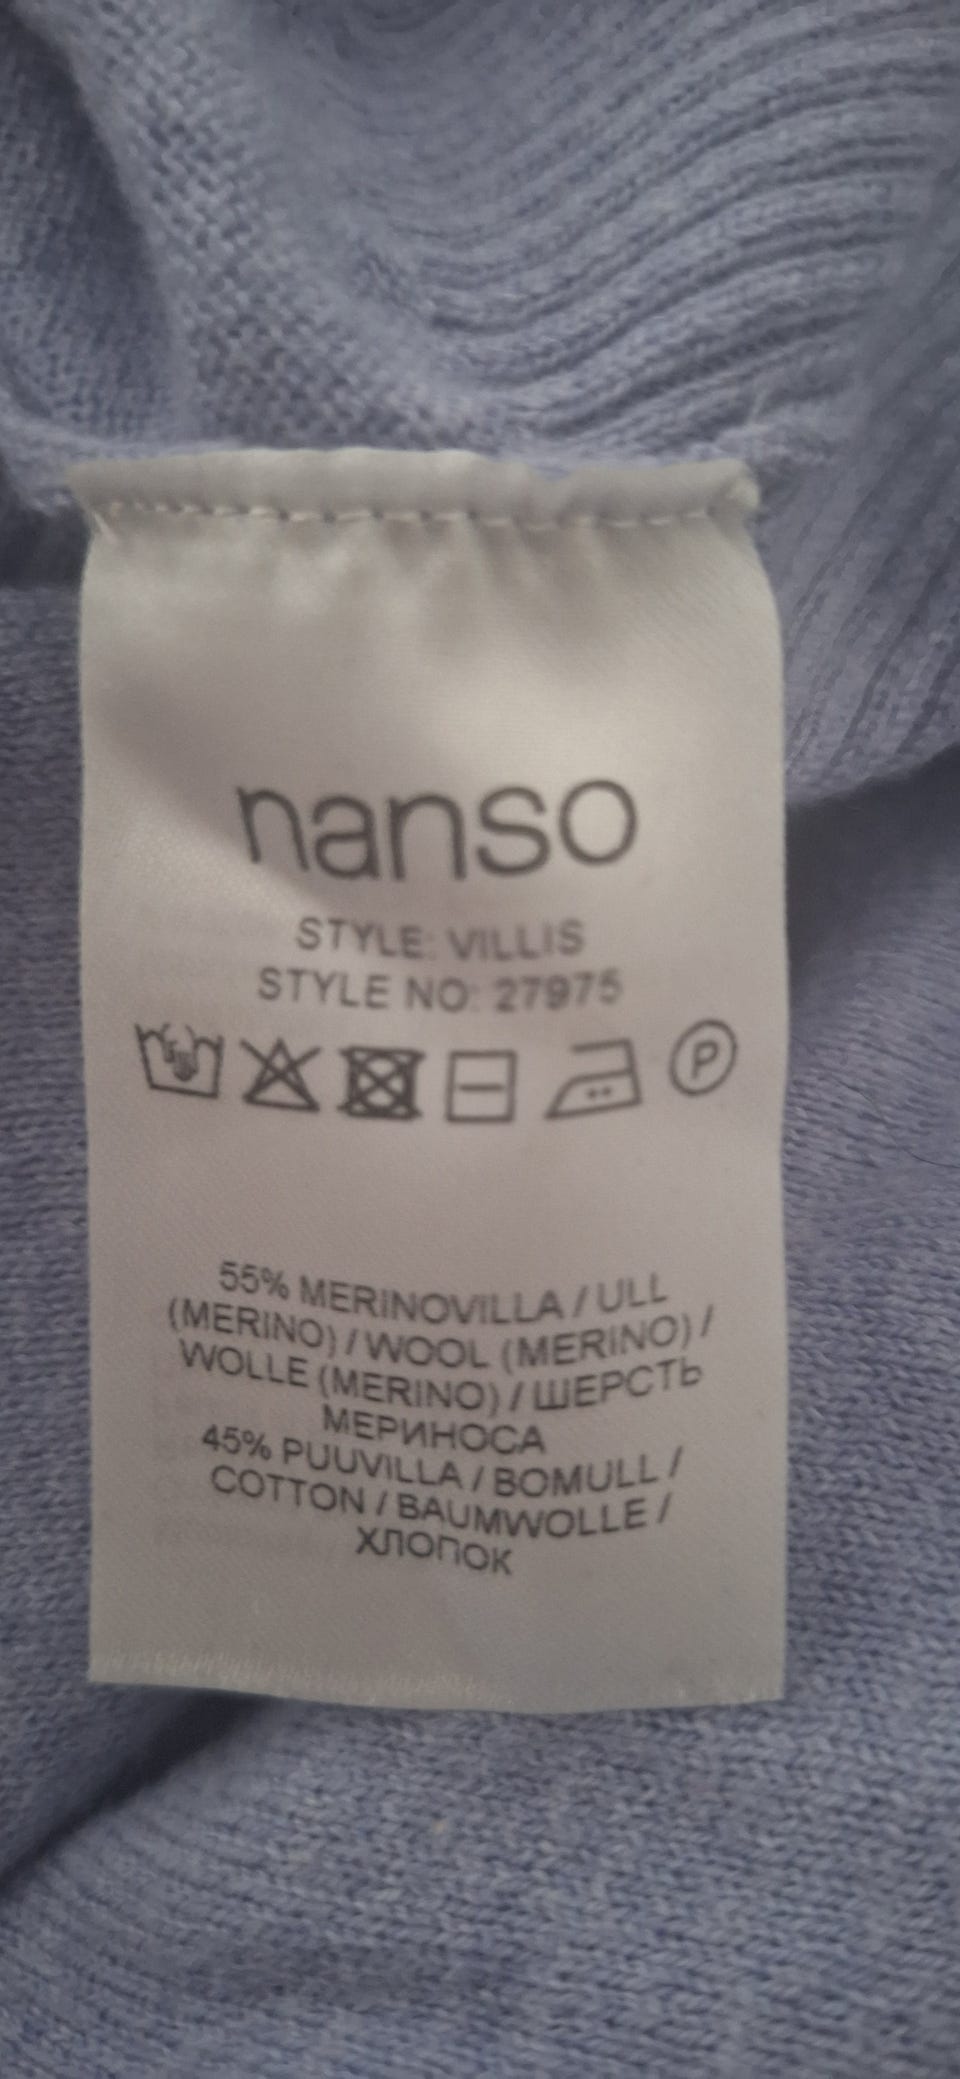 nanso
STYLE: VILLIS
STYLE NO: 27975
P
55% MERINOVILLA / ULL
(MERINO) / WOOL (MERINO) /
WOLLE (MERINO) / ШЕРСТЬ
МЕРИНОСА
45% PUUVILLA / BOMULL /
COTTON / BAUMWOLLE /
ХЛОПОК